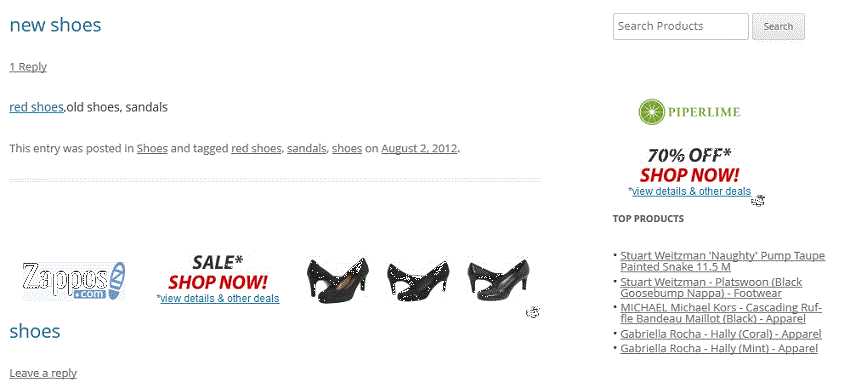 new shoes
1 Reply
red shoes,old shoes, sandals
This entry was posted in Shoes and tagged red shoes, sandals, shoes on August 2, 2012.
Zappos
.com
SALE*
SHOP NOW!
*view details & other deals
shoes
Leave a reply
Search Products
Search
PIPERLIME
70% OFF*
SHOP NOW!
*view details & other deals
TOP PRODUCTS
• Stuart Weitzman 'Naughty' Pump Taupe
Painted Snake 11.5 M
• Stuart Weitzman - Platswoon (Black
Goosebump Nappa) - Footwear
• MICHAEL Michael Kors - Cascading Ruf-
fle Bandeau Maillot (Black) - Apparel
• Gabriella Rocha - Hally (Coral) - Apparel
• Gabriella Rocha - Hally (Mint) - Apparel